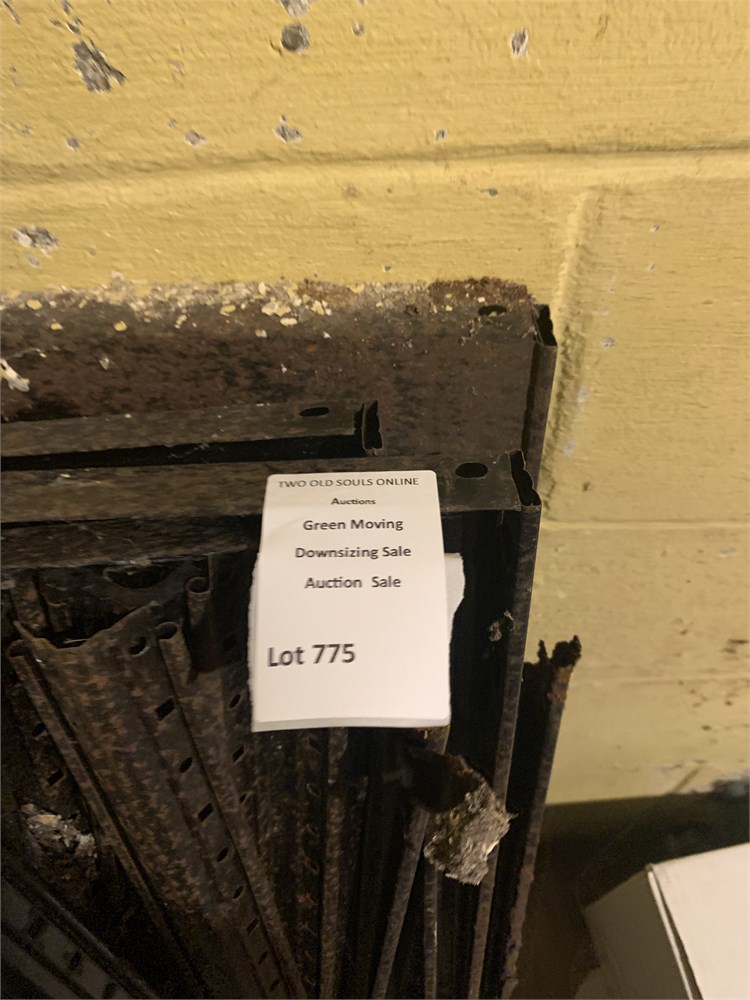 TWO OLD SOULS ONLINE
Auctions
Green Moving
Downsizing Sale
Auction Sale
Lot 775